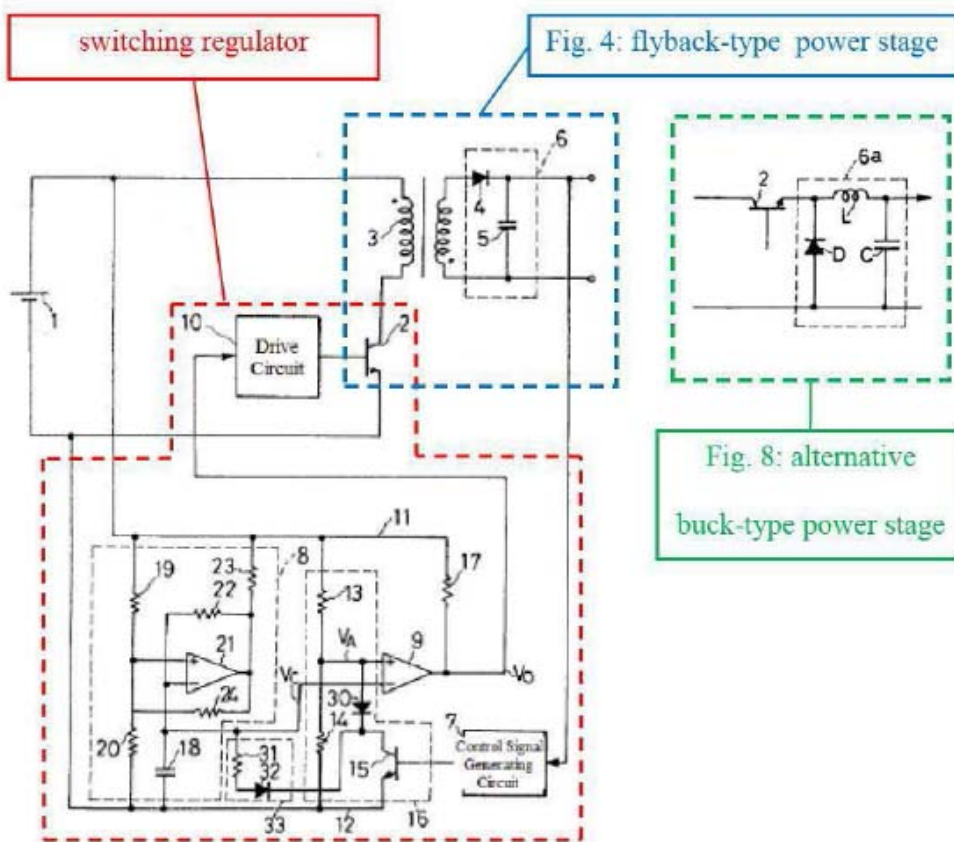 switching regulator
Fig. 4: flyback-type power stage
6
6a
2
4
3
5
L
D
C
1
10
2
Drive
Circuit
Fig. 8: alternative
buck-type power stage
11
8
19
23
17
22
13
21
VA
9
VC
VO
24
30
14
7
20
18
31
Control Signal
Generating
Circuit
32
15
33
12
16